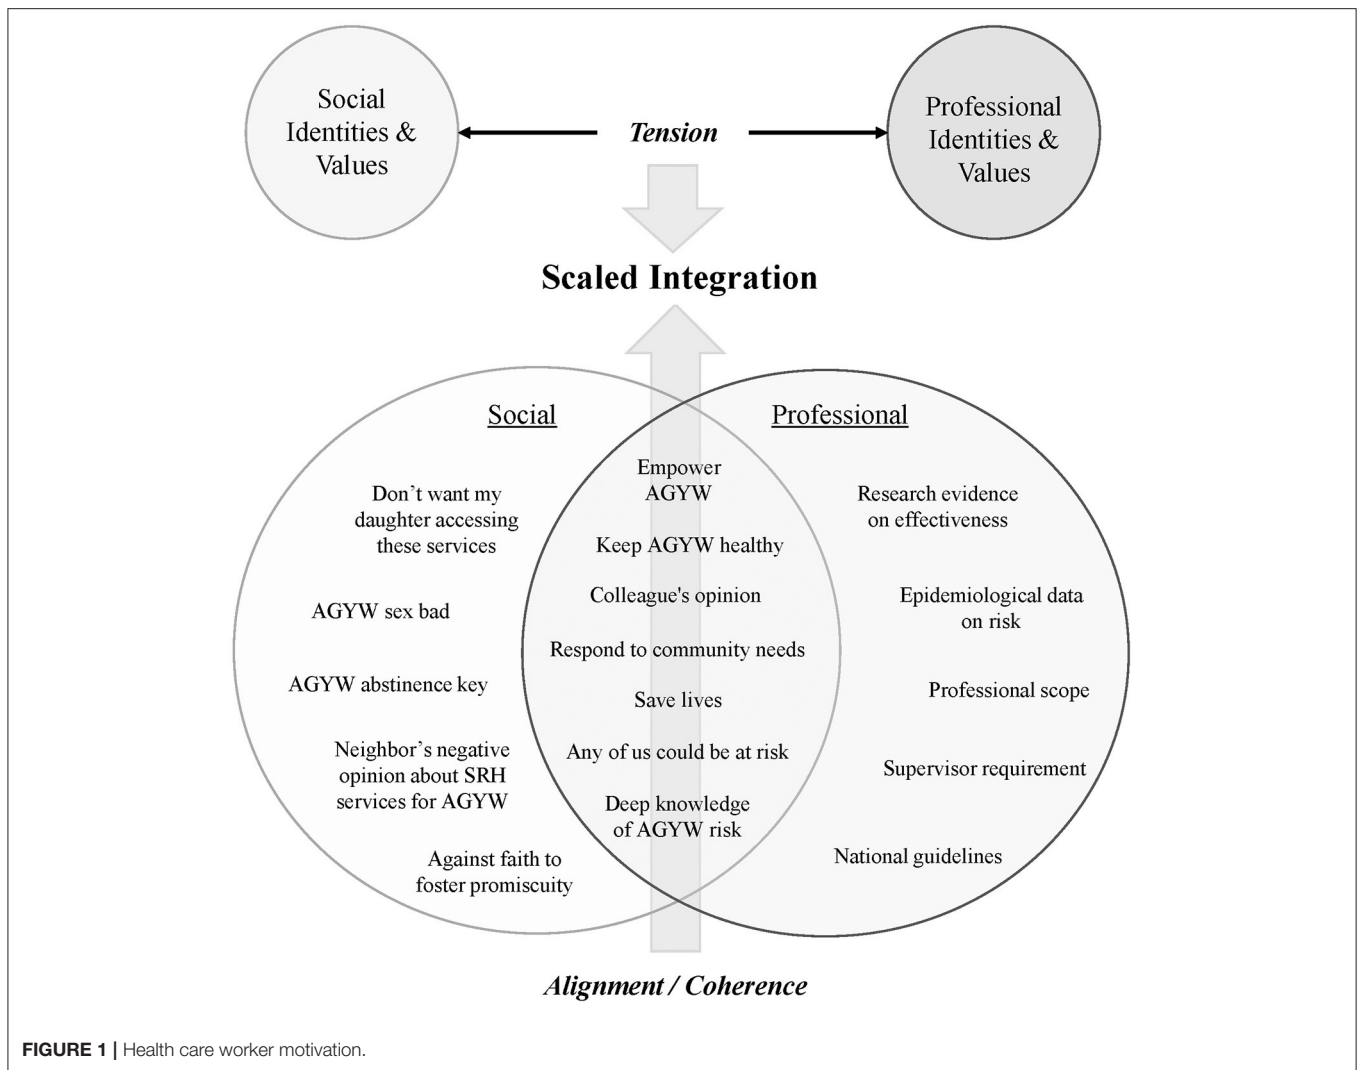 Social
Identities &
Values
Tension
Professional
Identities &
Values
Scaled Integration
Social
Don’t want my
daughter accessing
these services
AGYW sex bad
AGYW abstinence key
Neighbor’s negative
opinion about SRH
services for AGYW
Against faith to
foster promiscuity
Empower
AGYW
Keep AGYW healthy
Colleague's opinion
Respond to community needs
Save lives
Any of us could be at risk
Deep knowledge
of AGYW risk
Professional
Research evidence
on effectiveness
Epidemiological data
on risk
Professional scope
Supervisor requirement
National guidelines
Alignment / Coherence
FIGURE 1 | Health care worker motivation.